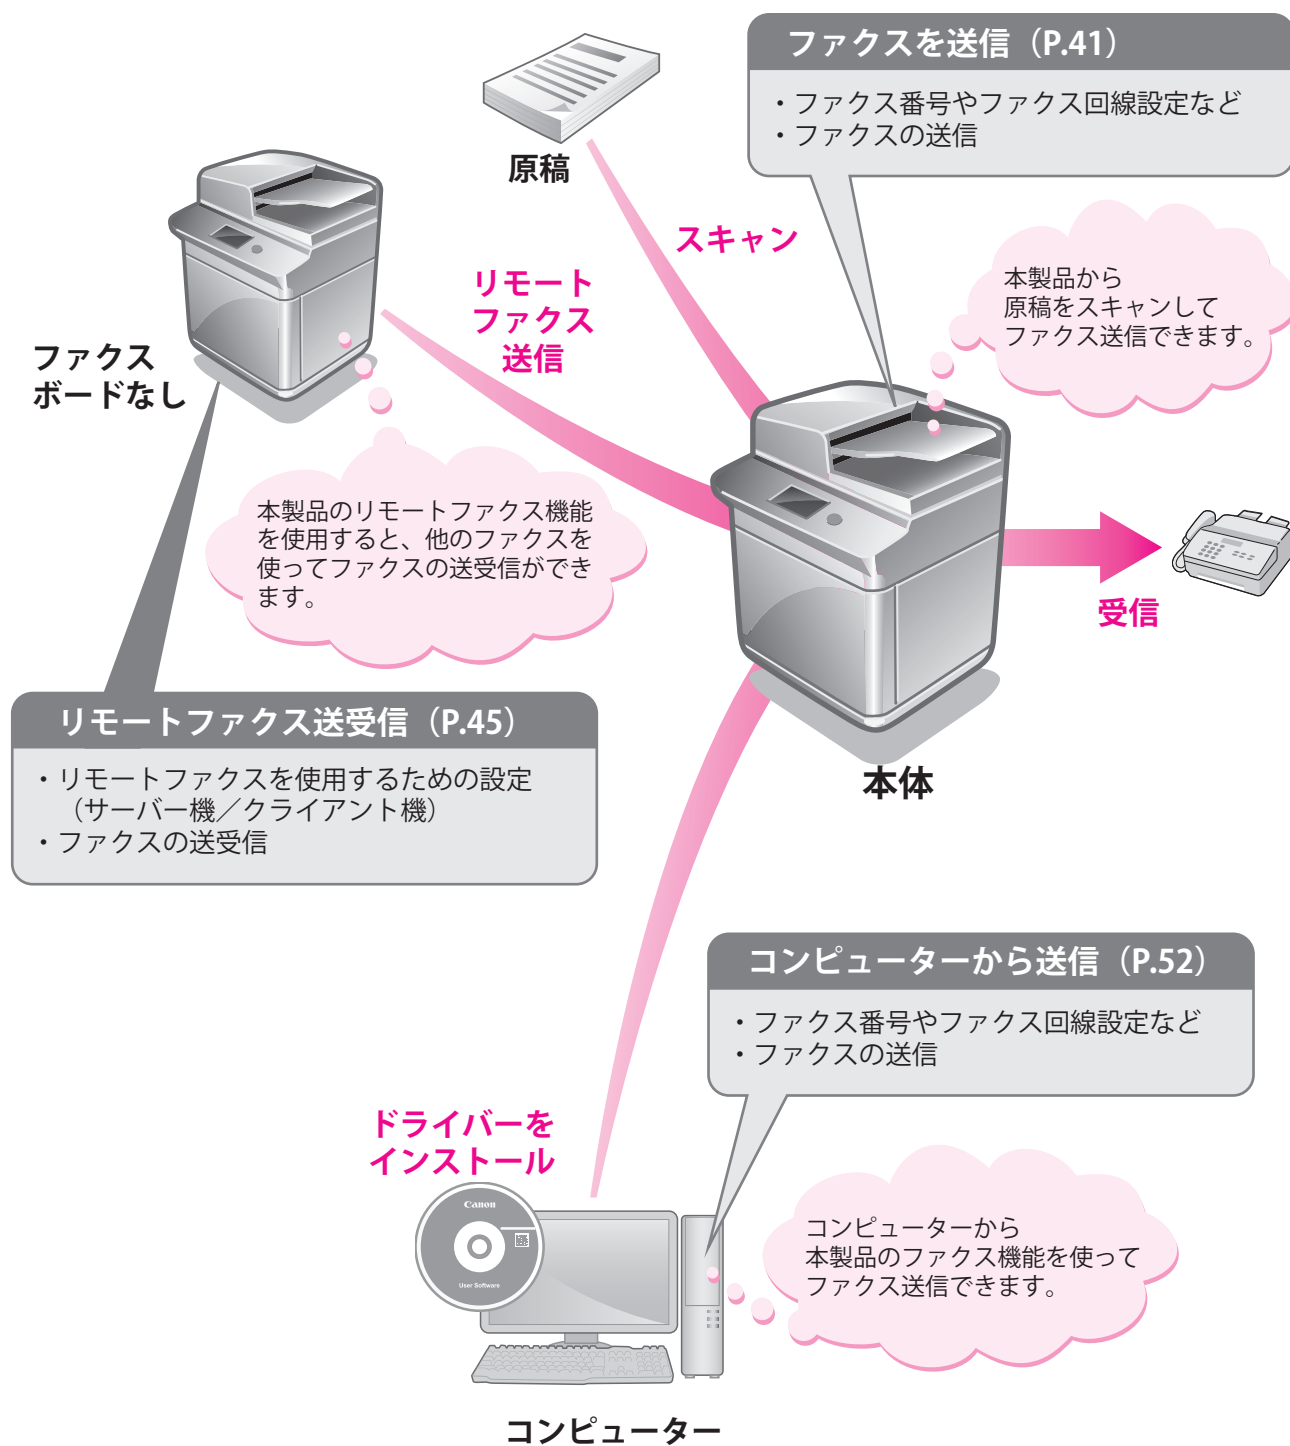 ファクスを送信（P.41）
・ファクス番号やファクス回線設定など
・ファクスの送信
原稿
スキャン
本製品から
原稿をスキャンして
ファクス送信できます。
リモート
ファクス
送信
ファクス
ボードなし
本製品のリモートファクス機能
を使用すると、他のファクスを
使ってファクスの送受信ができ
ます。
受信
リモートファクス送受信（P.45）
・リモートファクスを使用するための設定
（サーバー機／クライアント機）
・ファクスの送受信
本体
コンピューターから送信（P.52）
・ファクス番号やファクス回線設定など
・ファクスの送信
ドライバーを
インストール
Canon
User Software
コンピューターから
本製品のファクス機能を使って
ファクス送信できます。
コンピューター